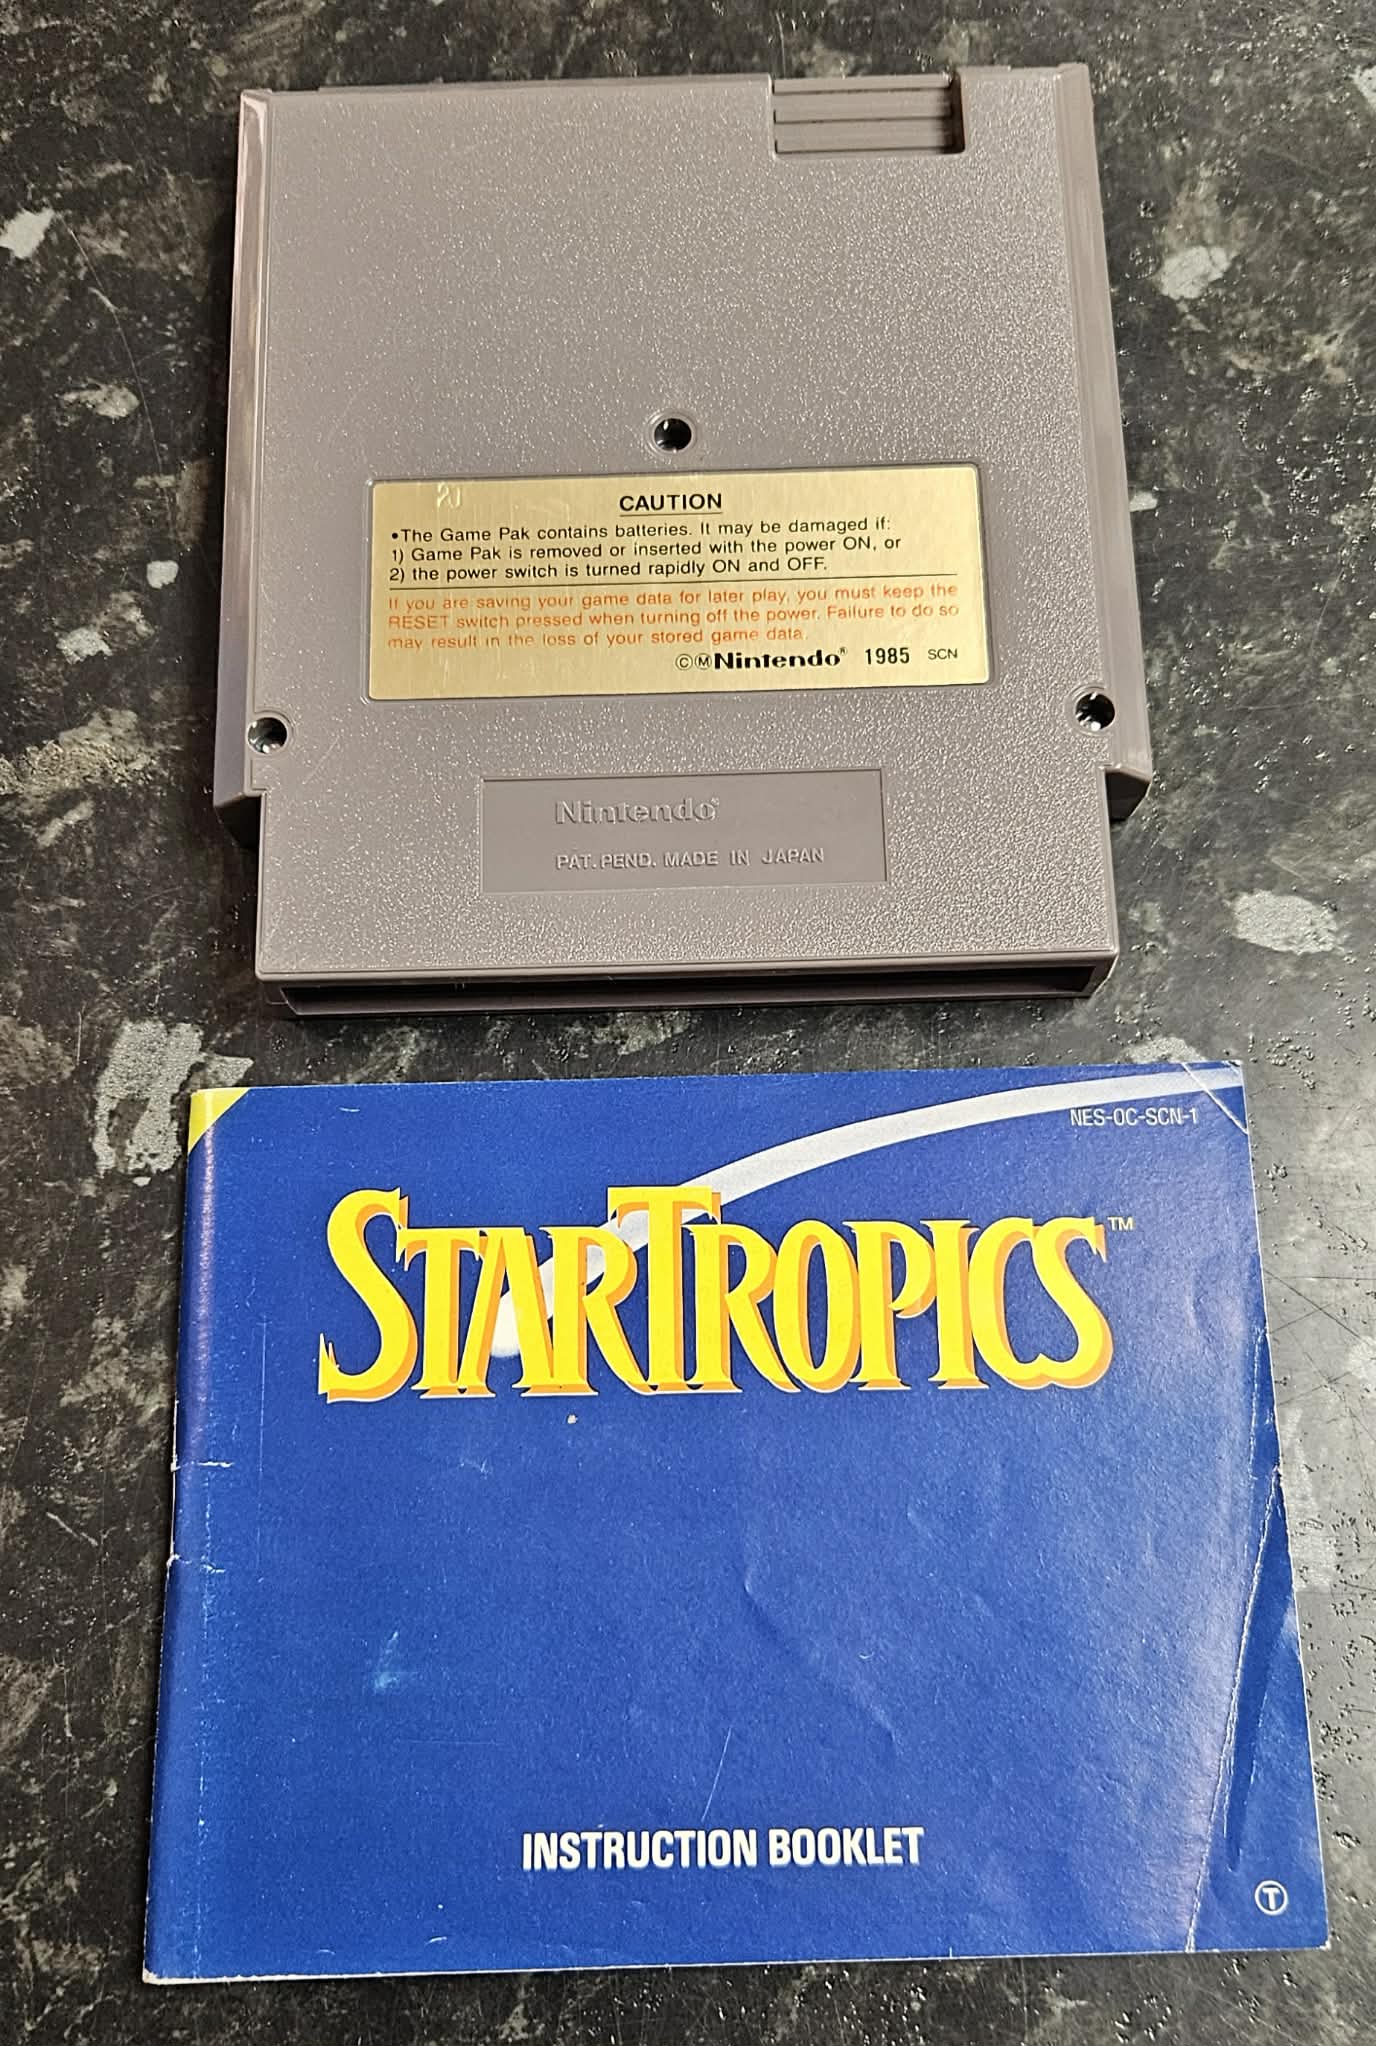 2J
CAUTION
•The Game Pak contains batteries. It may be damaged if:
1) Game Pak is removed or inserted with the power ON, or
2) the power switch is turned rapidly ON and OFF.
If you are saving your game data for later play, you must keep the
RESET switch pressed when turning off the power. Failure to do so
may result in the loss of your stored game data.
©ⓂNintendo® 1985 SCN
Nintendo®
PAT. PEND. MADE IN JAPAN
NES-OC-SCN-1
STARTROPICS™
INSTRUCTION BOOKLET
Ⓣ